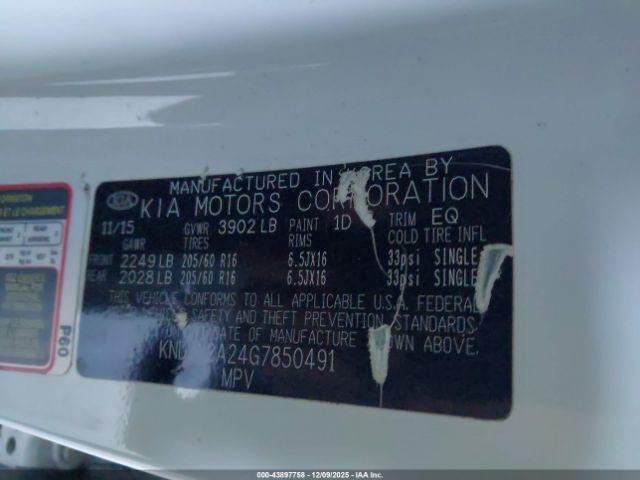 MANUFACTURED IN KOREA BY
KIA KIA MOTORS CORPORATION
11/15 GVWR 3902 LB PAINT 1D TRIM EQ
GAWR TIRES RIMS COLD TIRE INFL
FRONT 2249 LB 205/60 R16 6.5JX16 33psi SINGLE
REAR 2028 LB 205/60 R16 6.5JX16 33psi SINGLE
THIS VEHICLE CONFORMS TO ALL APPLICABLE U.S.A. FEDERAL
VEHICLE SAFETY AND THEFT PREVENTION STANDARDS
DATE OF MANUFACTURE SHOWN ABOVE.
A24G7850491
MPV
P60
000-43897758 - 12/09/2025 - IAA Inc.